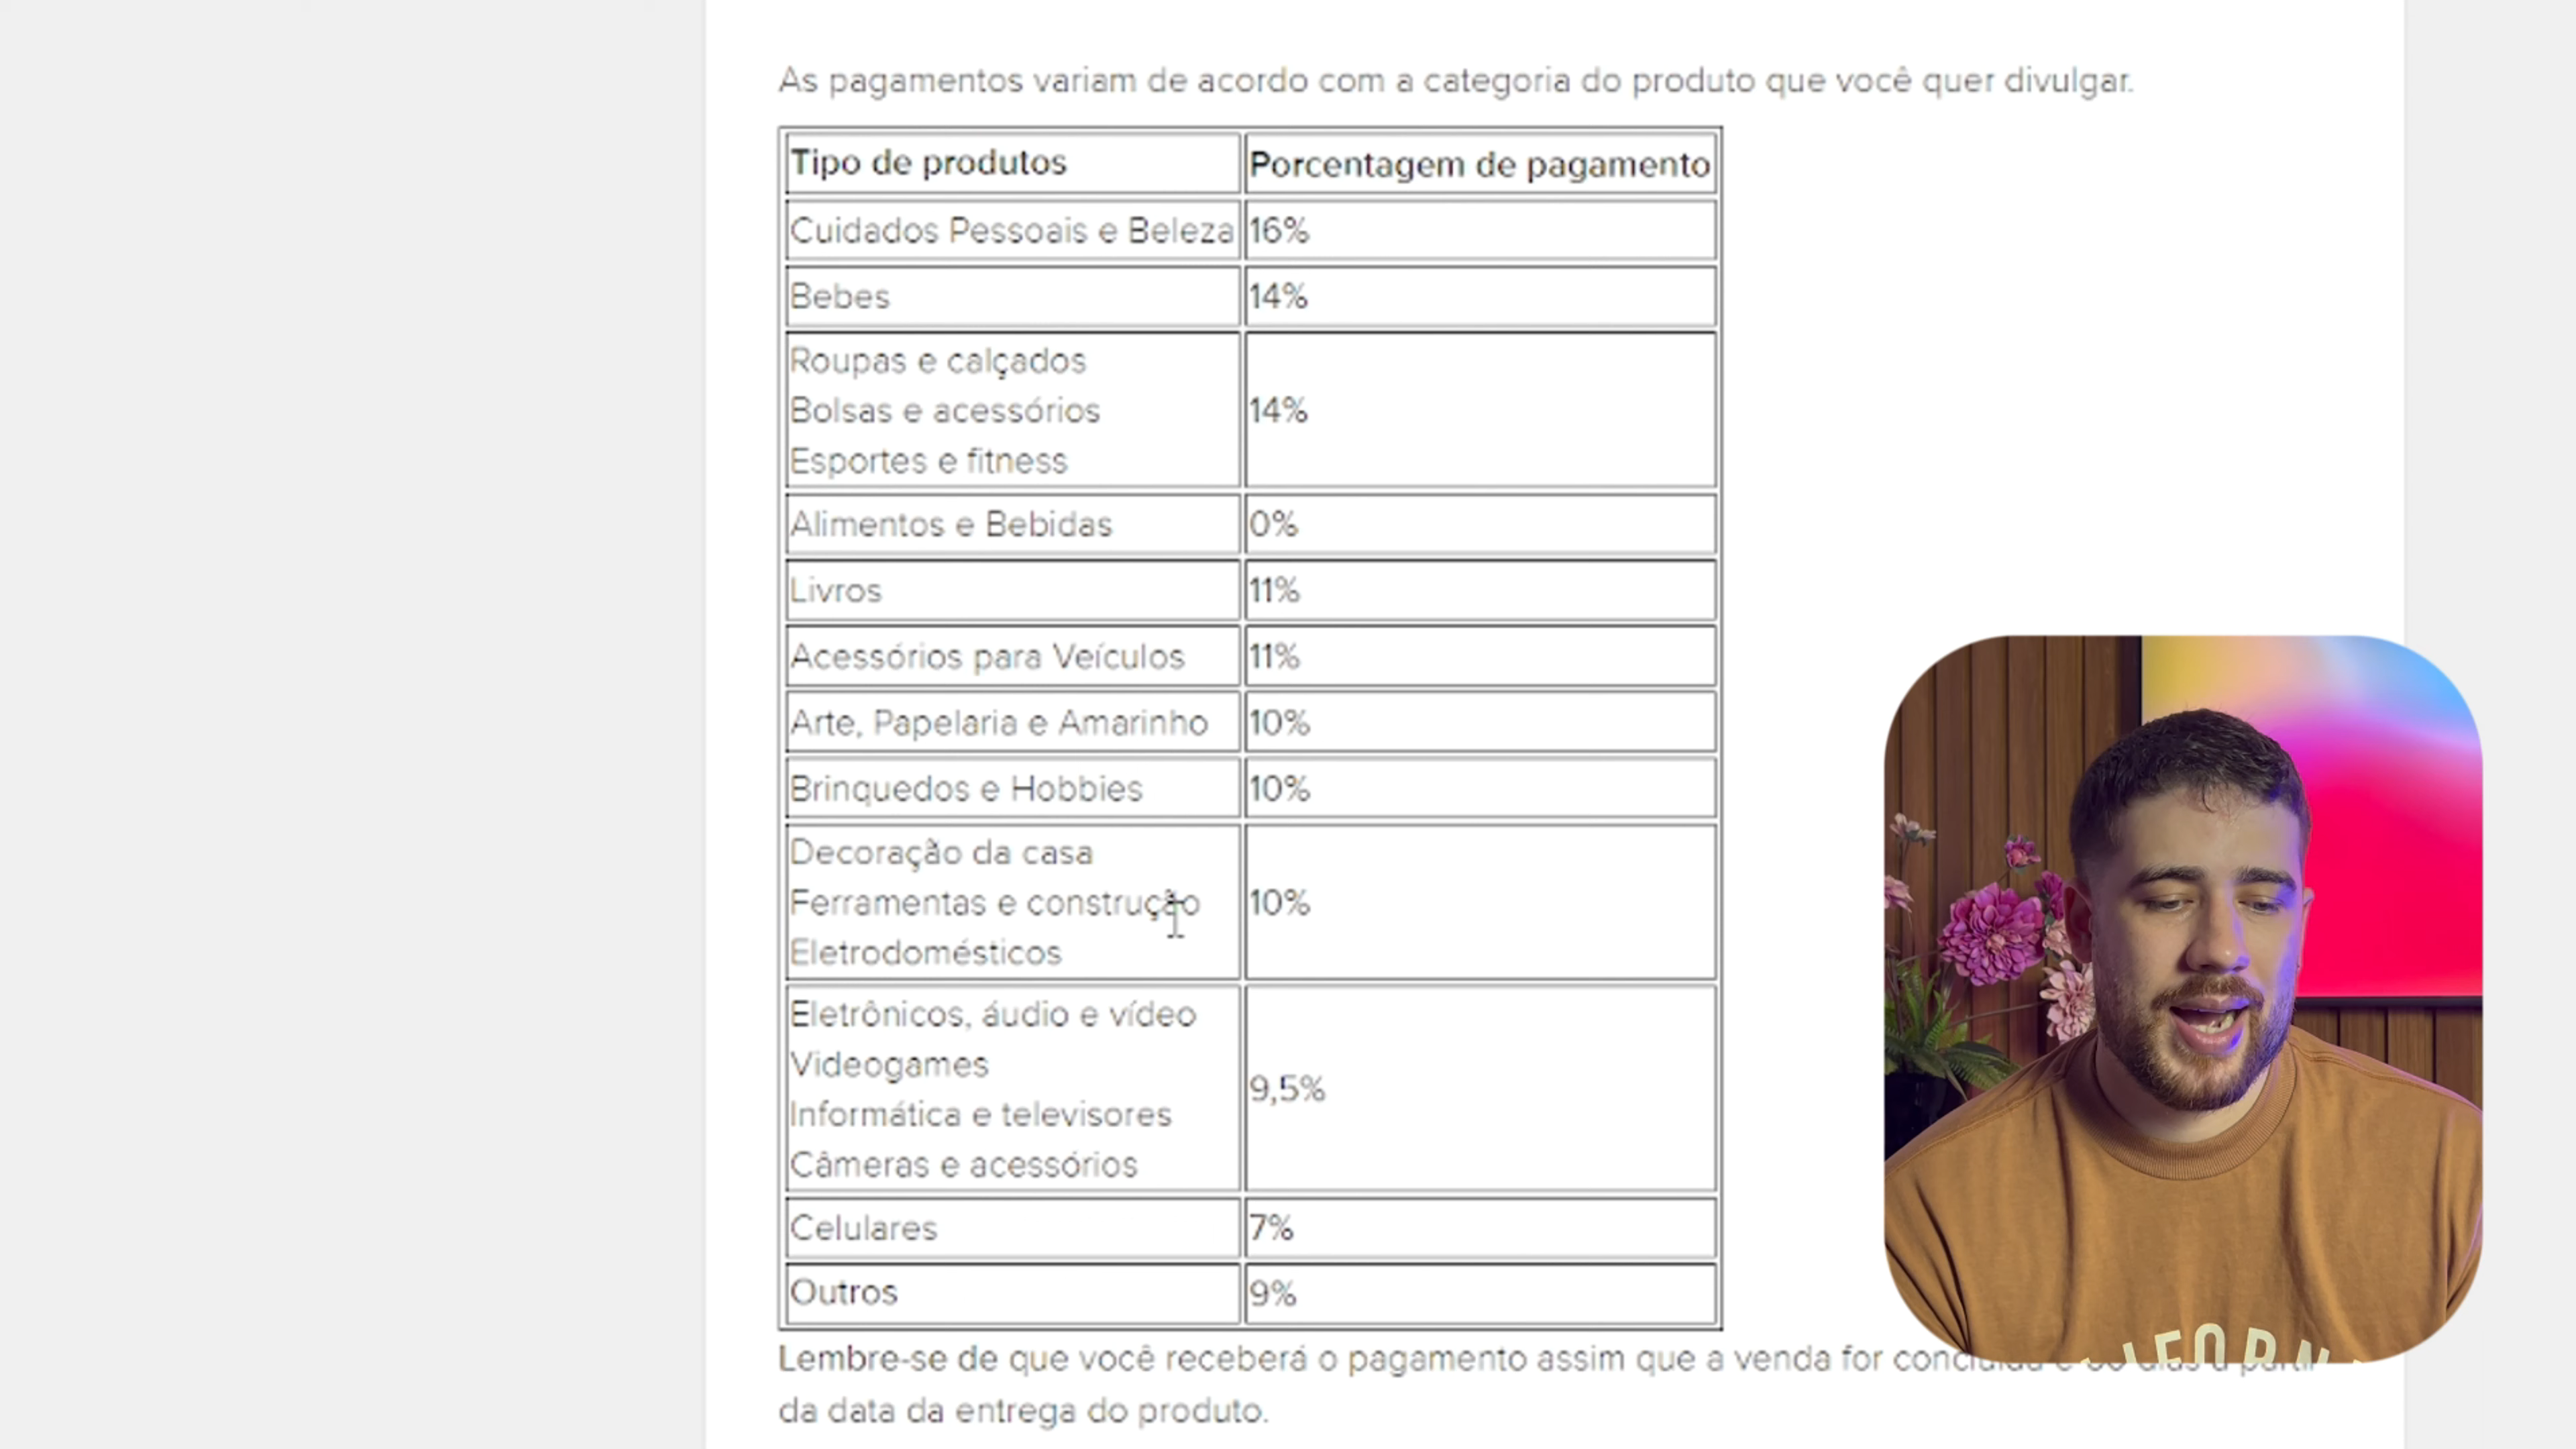 As pagamentos variam de acordo com a categoria do produto que você quer divulgar.
Tipo de produtos Porcentagem de pagamento
Cuidados Pessoais e Beleza 16%
Bebes 14%
Roupas e calçados
Bolsas e acessórios 14%
Esportes e fitness
Alimentos e Bebidas 0%
Livros 11%
Acessórios para Veículos 11%
Arte, Papelaria e Amarinho 10%
Brinquedos e Hobbies 10%
Decoração da casa
Ferramentas e construção 10%
Eletrodomésticos
Eletrônicos, áudio e vídeo
Videogames
9,5%
Informática e televisores
Câmeras e acessórios
Celulares 7%
Outros 9%
Lembre-se de que você receberá o pagamento assim que a venda for
da data da entrega do produto.